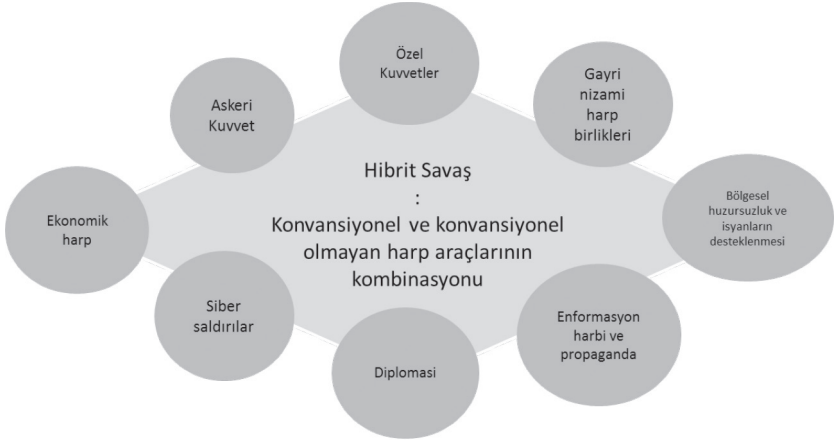 Özel
Kuvvetler
Askeri
Kuvvet
Gayri
nizami
harp
birlikleri
Hibrit Savaş
:
Konvansiyonel ve konvansiyonel
olmayan harp araçlarının
kombinasyonu
Ekonomik
harp
Bölgesel
huzursuzluk ve
isyanların
desteklenmesi
Siber
saldırılar
Diplomasi
Enformasyon
harbi ve
propaganda